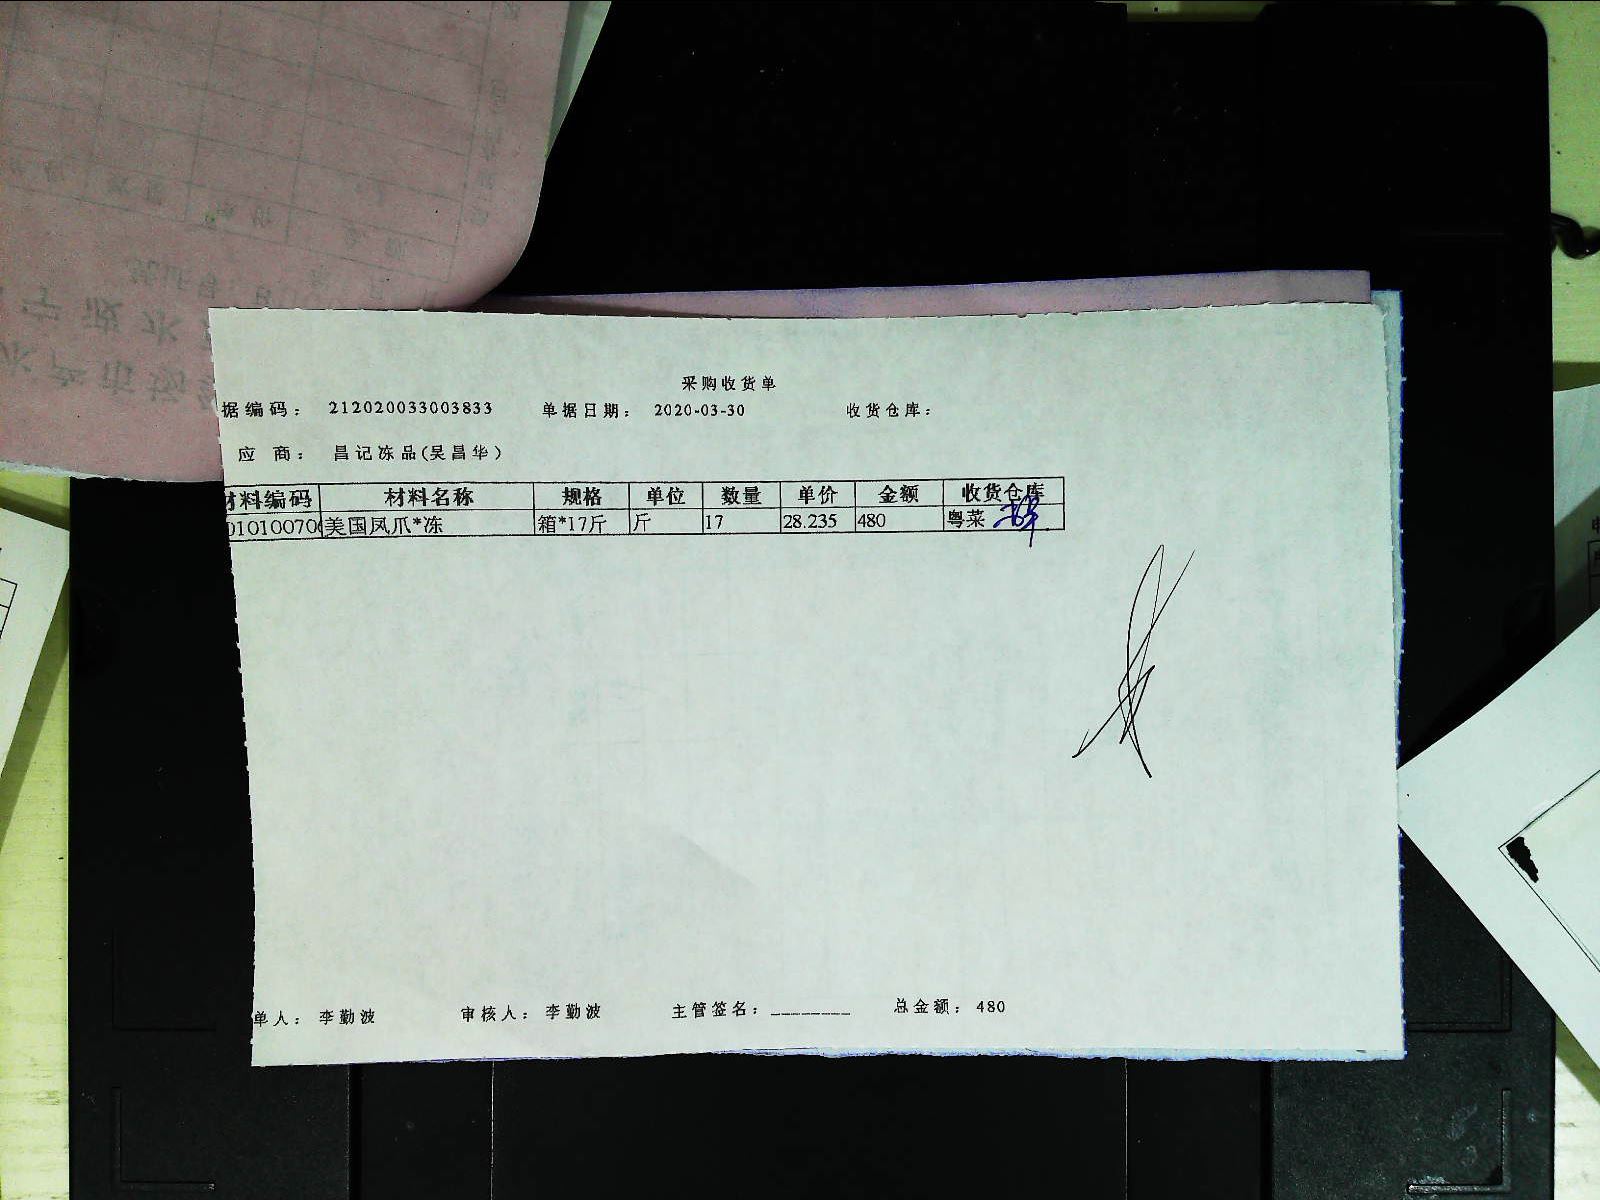 采购收货单
据编码： 212020033003833 单据日期： 2020-03-30 收货仓库：
应 商： 昌记冻品(吴昌华)
材料编码 材料名称 规格 单位 数量 单价 金额 收货仓库
01010070 美国凤爪*冻 箱*17斤 斤 17 28.235 480 粤菜
单人： 李勤波 审核人： 李勤波 主管签名：________ 总金额： 480